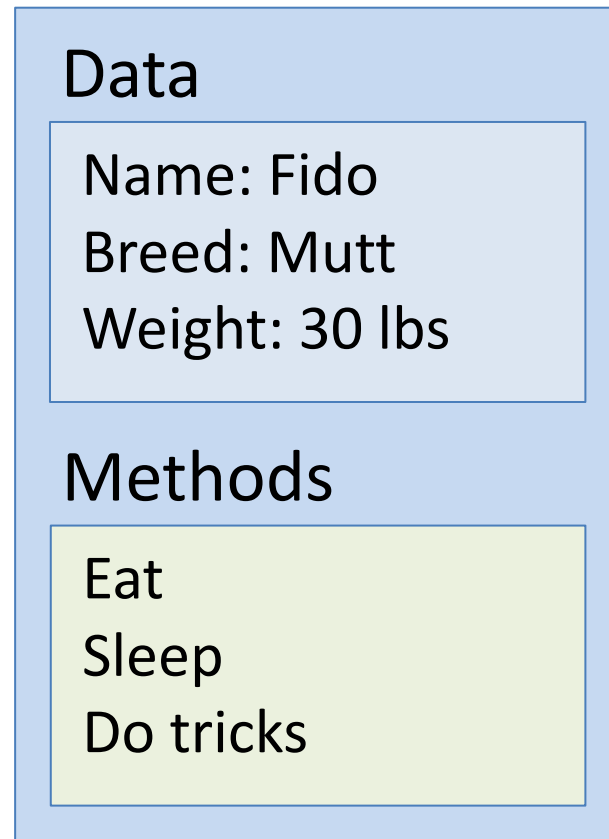 Data
Name: Fido
Breed: Mutt
Weight: 30 lbs
Methods
Eat
Sleep
Do tricks